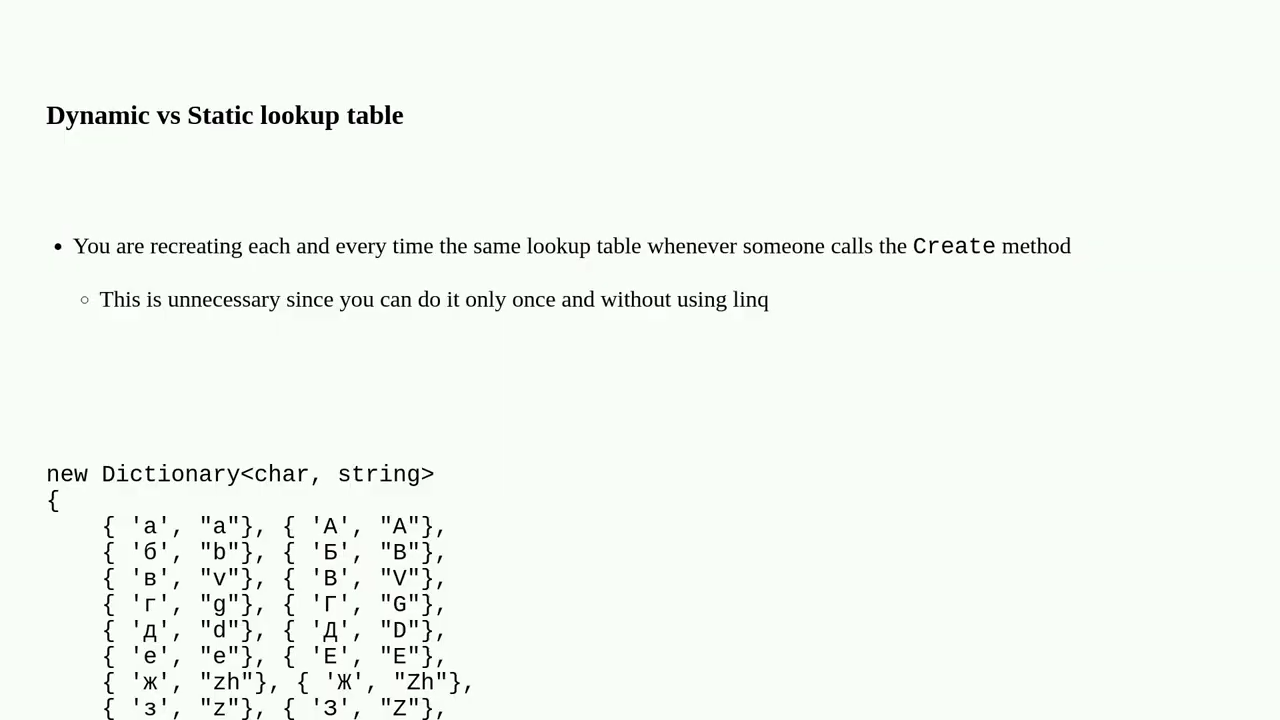 Dynamic vs Static lookup table
• You are recreating each and every time the same lookup table whenever someone calls the Create method
○ This is unnecessary since you can do it only once and without using linq
new Dictionary<char, string>
{
    { 'а', "a"}, { 'А', "A"},
    { 'б', "b"}, { 'Б', "B"},
    { 'в', "v"}, { 'В', "V"},
    { 'г', "g"}, { 'Г', "G"},
    { 'д', "d"}, { 'Д', "D"},
    { 'е', "e"}, { 'Е', "E"},
    { 'ж', "zh"}, { 'Ж', "Zh"},
    { 'з', "z"}, { 'З', "Z"},